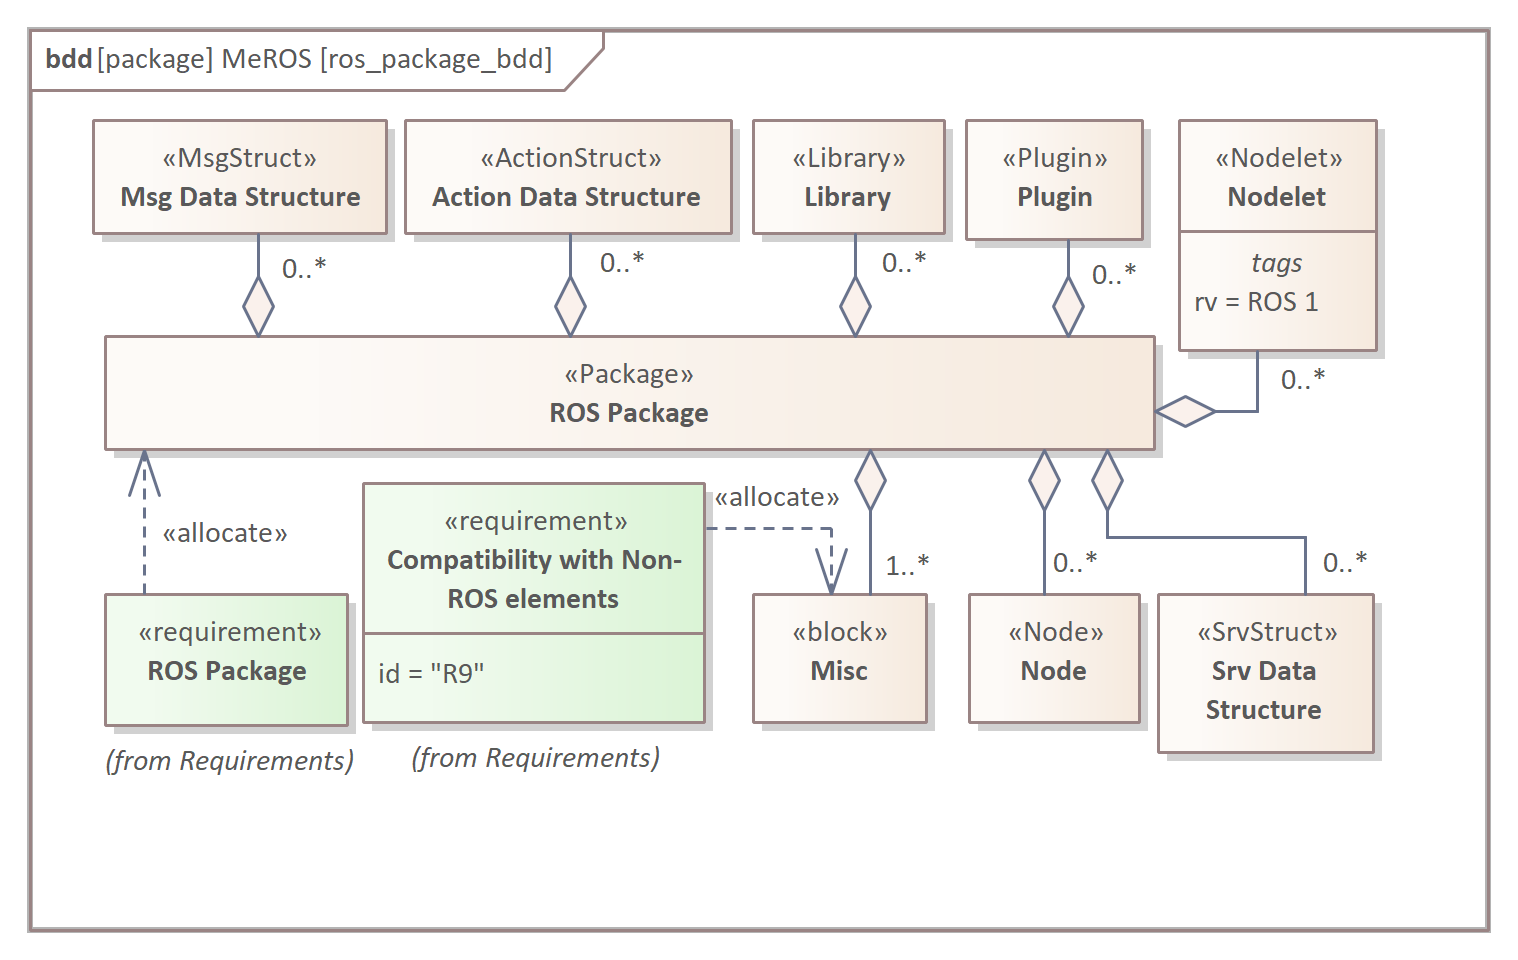 bdd [package] MeROS [ros_package_bdd]
«MsgStruct»
Msg Data Structure
«ActionStruct»
Action Data Structure
«Library»
Library
«Plugin»
Plugin
«Nodelet»
Nodelet
tags
rv = ROS 1
0..*
0..*
0..*
0..*
0..*
«Package»
ROS Package
«allocate»
«allocate»
1..*
0..*
0..*
«requirement»
ROS Package
(from Requirements)
«requirement»
Compatibility with Non-
ROS elements
id = "R9"
(from Requirements)
«block»
Misc
«Node»
Node
«SrvStruct»
Srv Data
Structure